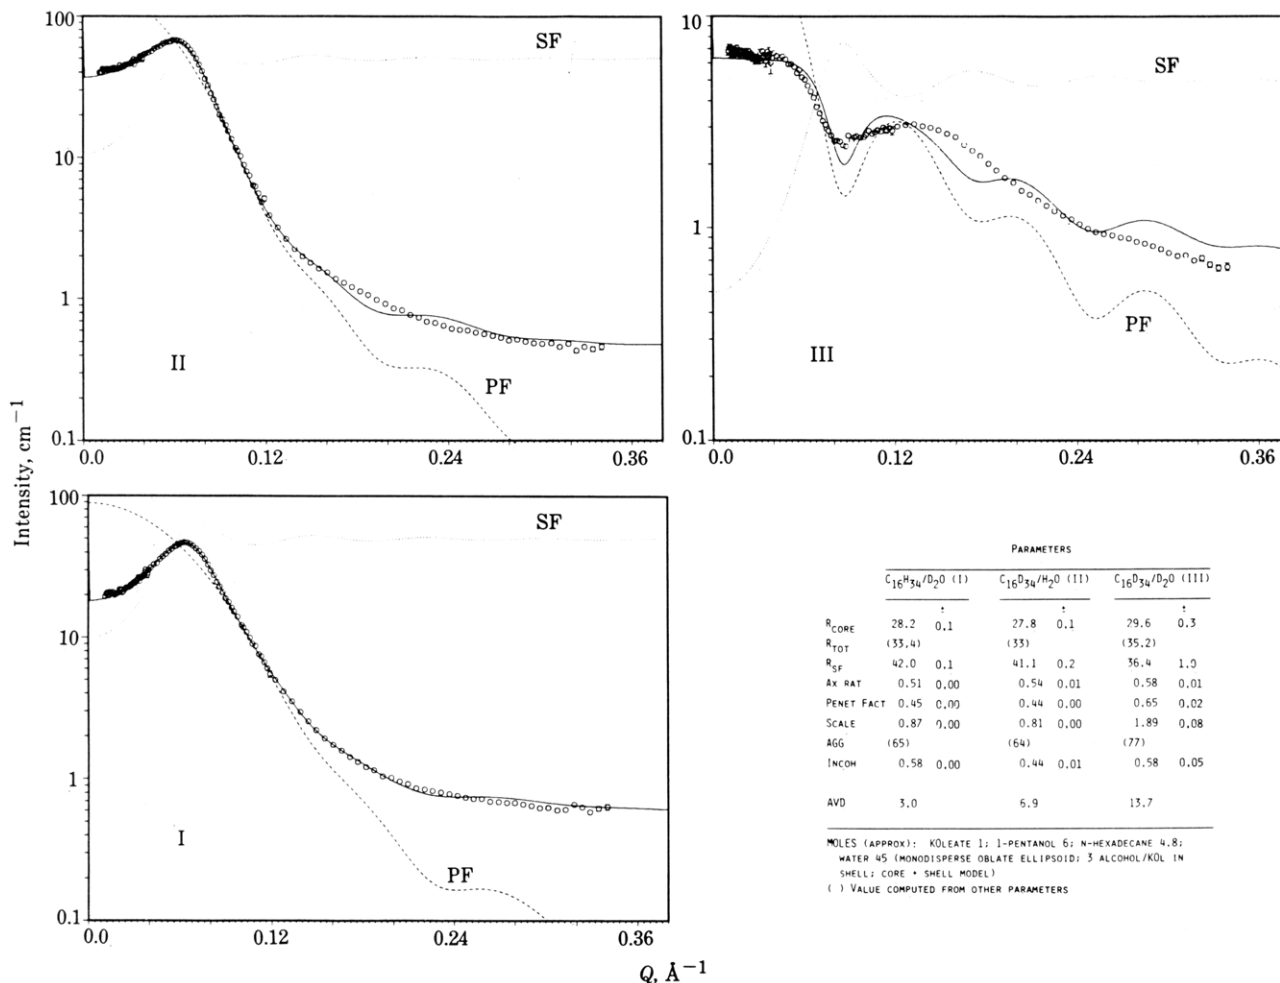 100
10
1
0.1
SF
II
PF
0.0
0.12
0.24
0.36
10
1
0.1
SF
III
PF
0.0
0.12
0.24
0.36
Intensity, cm−1
100
10
1
0.1
SF
I
PF
0.0
0.12
0.24
0.36
Q, Å−1
PARAMETERS
C16H34/D2O (I) C16D34/H2O (II) C16D34/D2O (III)
± ± ±
RCORE 28.2 0.1 27.8 0.1 29.6 0.3
RTOT (33.4) (33) (35.2)
RSF 42.0 0.1 41.1 0.2 36.4 1.0
AX RAT 0.51 0.00 0.54 0.01 0.58 0.01
PENET FACT 0.45 0.00 0.44 0.00 0.65 0.02
SCALE 0.87 0.00 0.81 0.00 1.89 0.08
AGG (65) (64) (77)
INCOH 0.58 0.00 0.44 0.01 0.58 0.05
AVD 3.0 6.9 13.7
MOLES (APPROX): KOLEATE 1; 1-PENTANOL 6; N-HEXADECANE 4.8;
WATER 45 (MONODISPERSE OBLATE ELLIPSOID; 3 ALCOHOL/KOL IN
SHELL; CORE + SHELL MODEL)
( ) VALUE COMPUTED FROM OTHER PARAMETERS